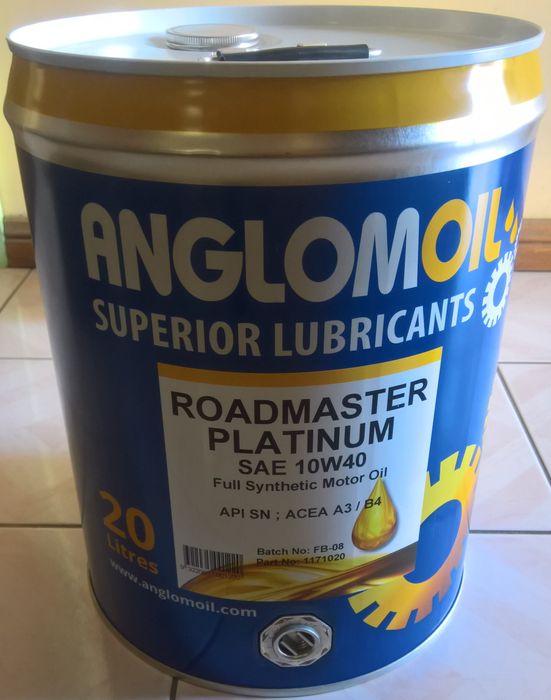 ANGLOMOIL
SUPERIOR LUBRICANTS
ROADMASTER
PLATINUM
SAE 10W40
Full Synthetic Motor Oil
API SN ; ACEA A3 / B4
Batch No: FB-08
Part No: 1171020
20
Litres
www.anglomoil.com